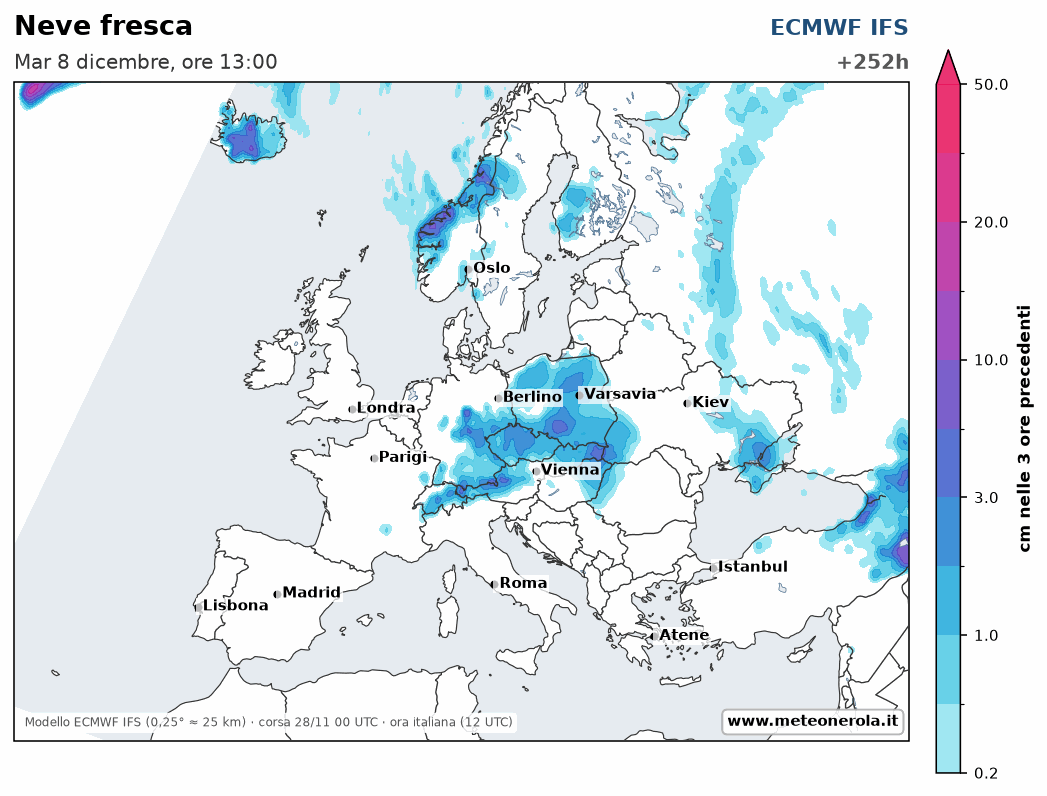 Neve fresca
ECMWF IFS
Mar 8 dicembre, ore 13:00
+252h
50.0
20.0
10.0
3.0
1.0
0.2
cm nelle 3 ore precedenti
Oslo
Berlino
Varsavia
Kiev
Londra
Parigi
Vienna
Istanbul
Roma
Madrid
Lisbona
Atene
Modello ECMWF IFS (0,25° ≈ 25 km) · corsa 28/11 00 UTC · ora italiana (12 UTC)
www.meteonerola.it